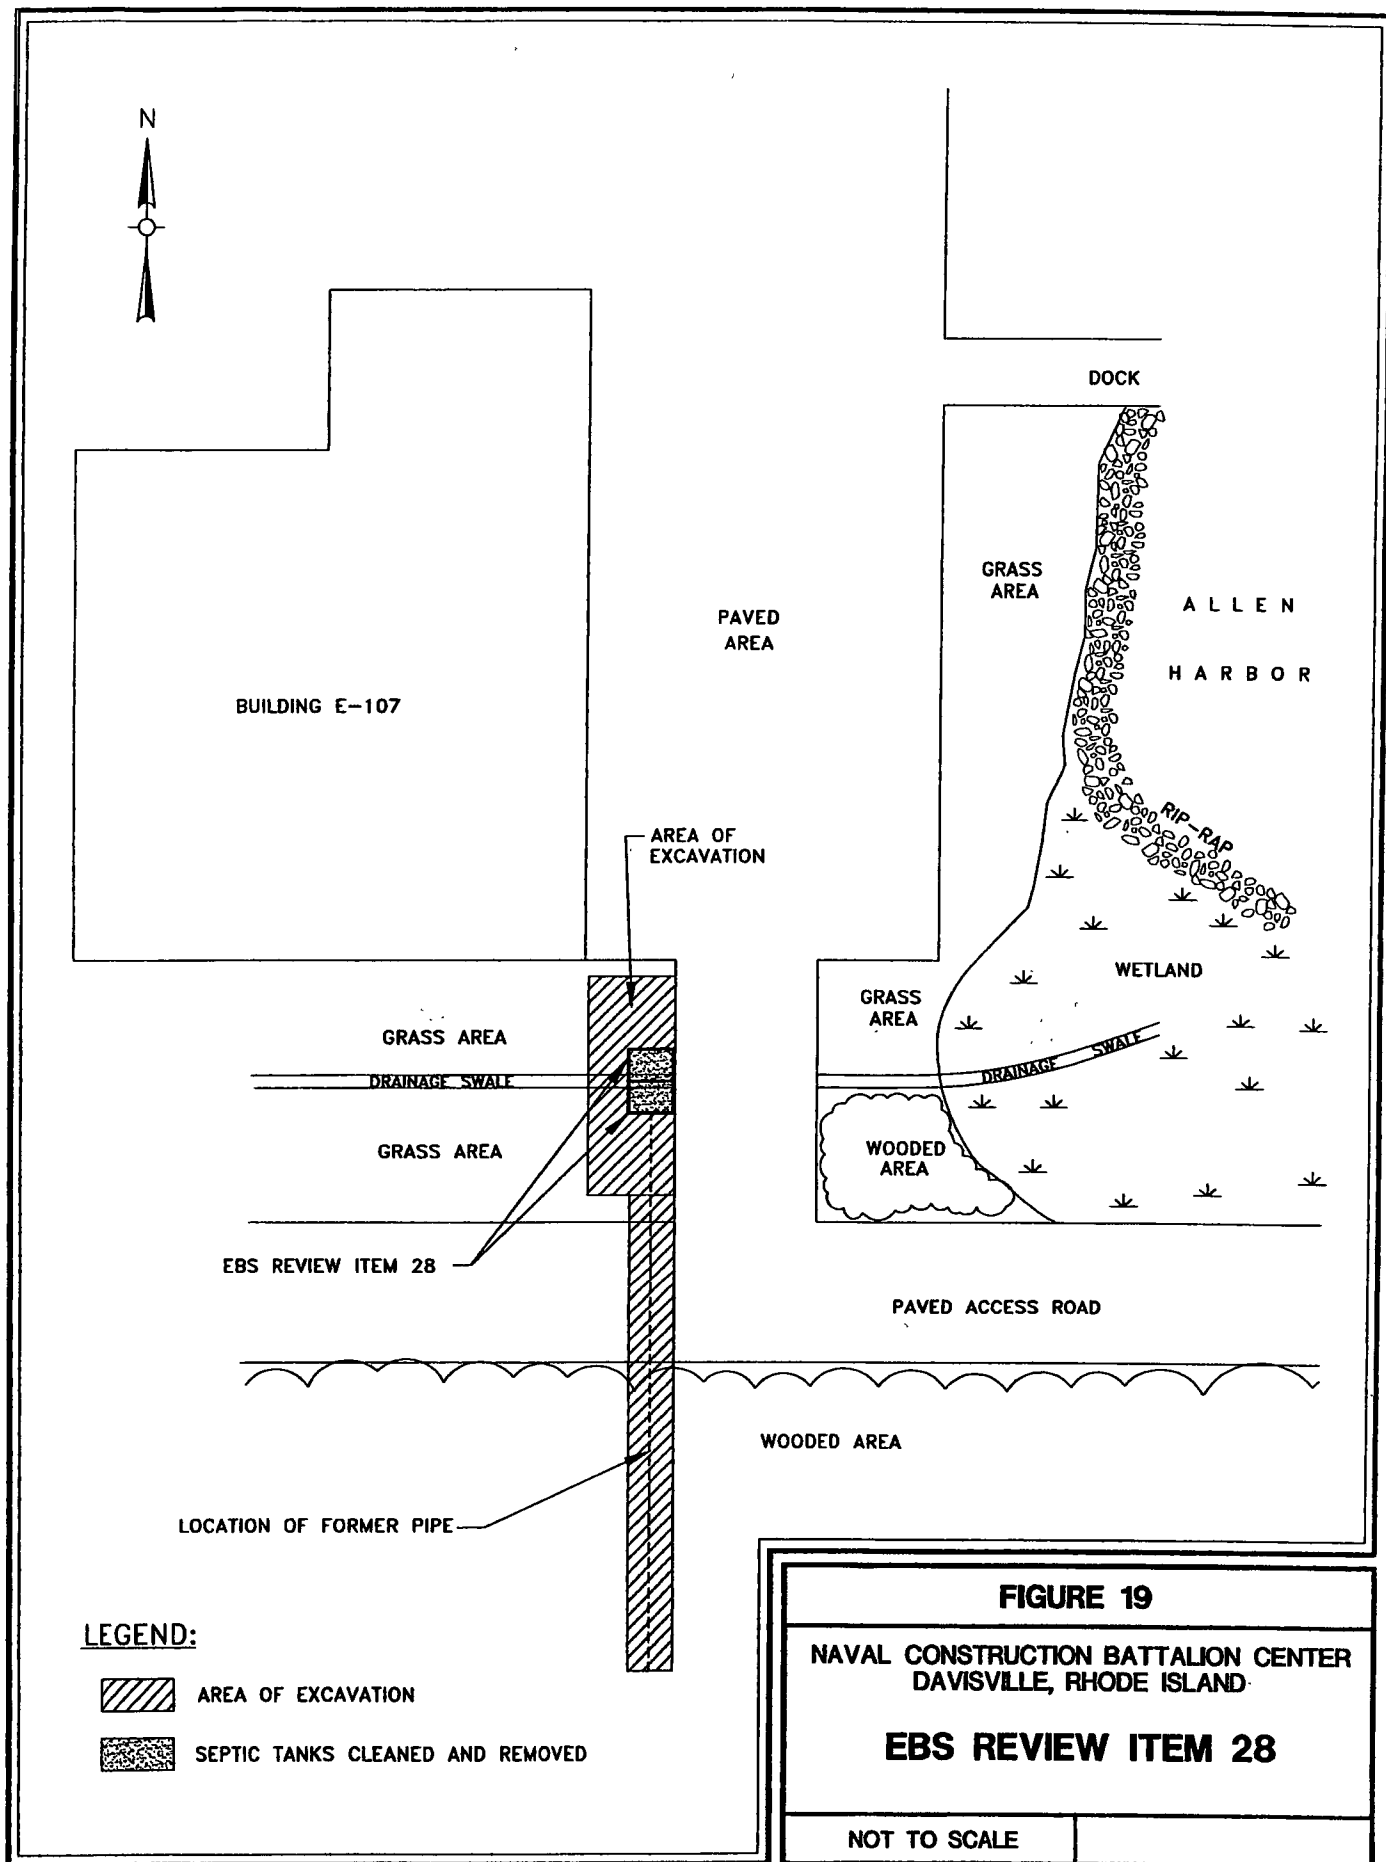 N
DOCK
GRASS
AREA
ALLEN
HARBOR
PAVED
AREA
BUILDING E-107
RIP-RAP
AREA OF
EXCAVATION
WETLAND
GRASS
AREA
GRASS AREA
DRAINAGE SWALE
DRAINAGE SWALE
GRASS AREA
WOODED
AREA
EBS REVIEW ITEM 28
PAVED ACCESS ROAD
WOODED AREA
LOCATION OF FORMER PIPE
LEGEND:
AREA OF EXCAVATION
SEPTIC TANKS CLEANED AND REMOVED
FIGURE 19
NAVAL CONSTRUCTION BATTALION CENTER
DAVISVILLE, RHODE ISLAND
EBS REVIEW ITEM 28
NOT TO SCALE